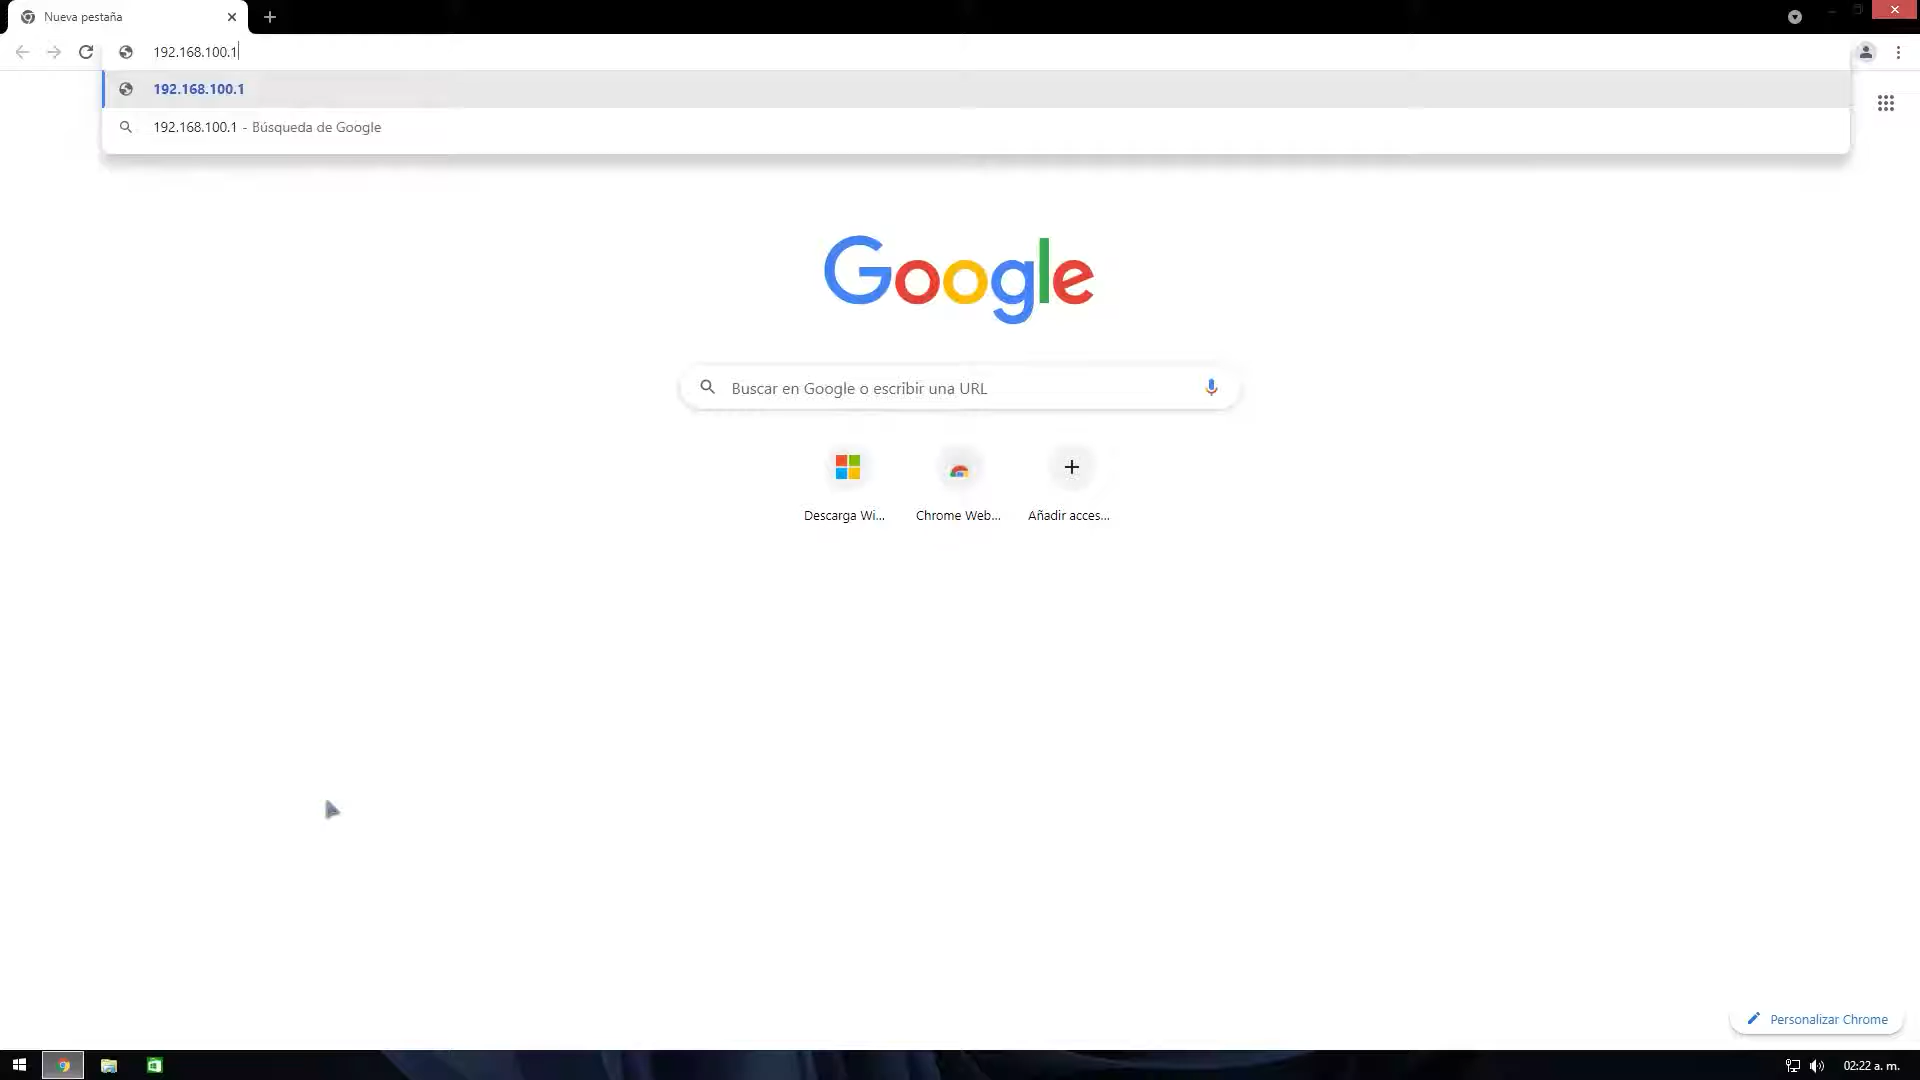 Nueva pestaña
192.168.100.1
192.168.100.1
192.168.100.1 - Búsqueda de Google
Google
Buscar en Google o escribir una URL
Descarga Wi...
Chrome Web...
Añadir acces...
Personalizar Chrome
02:22 a. m.